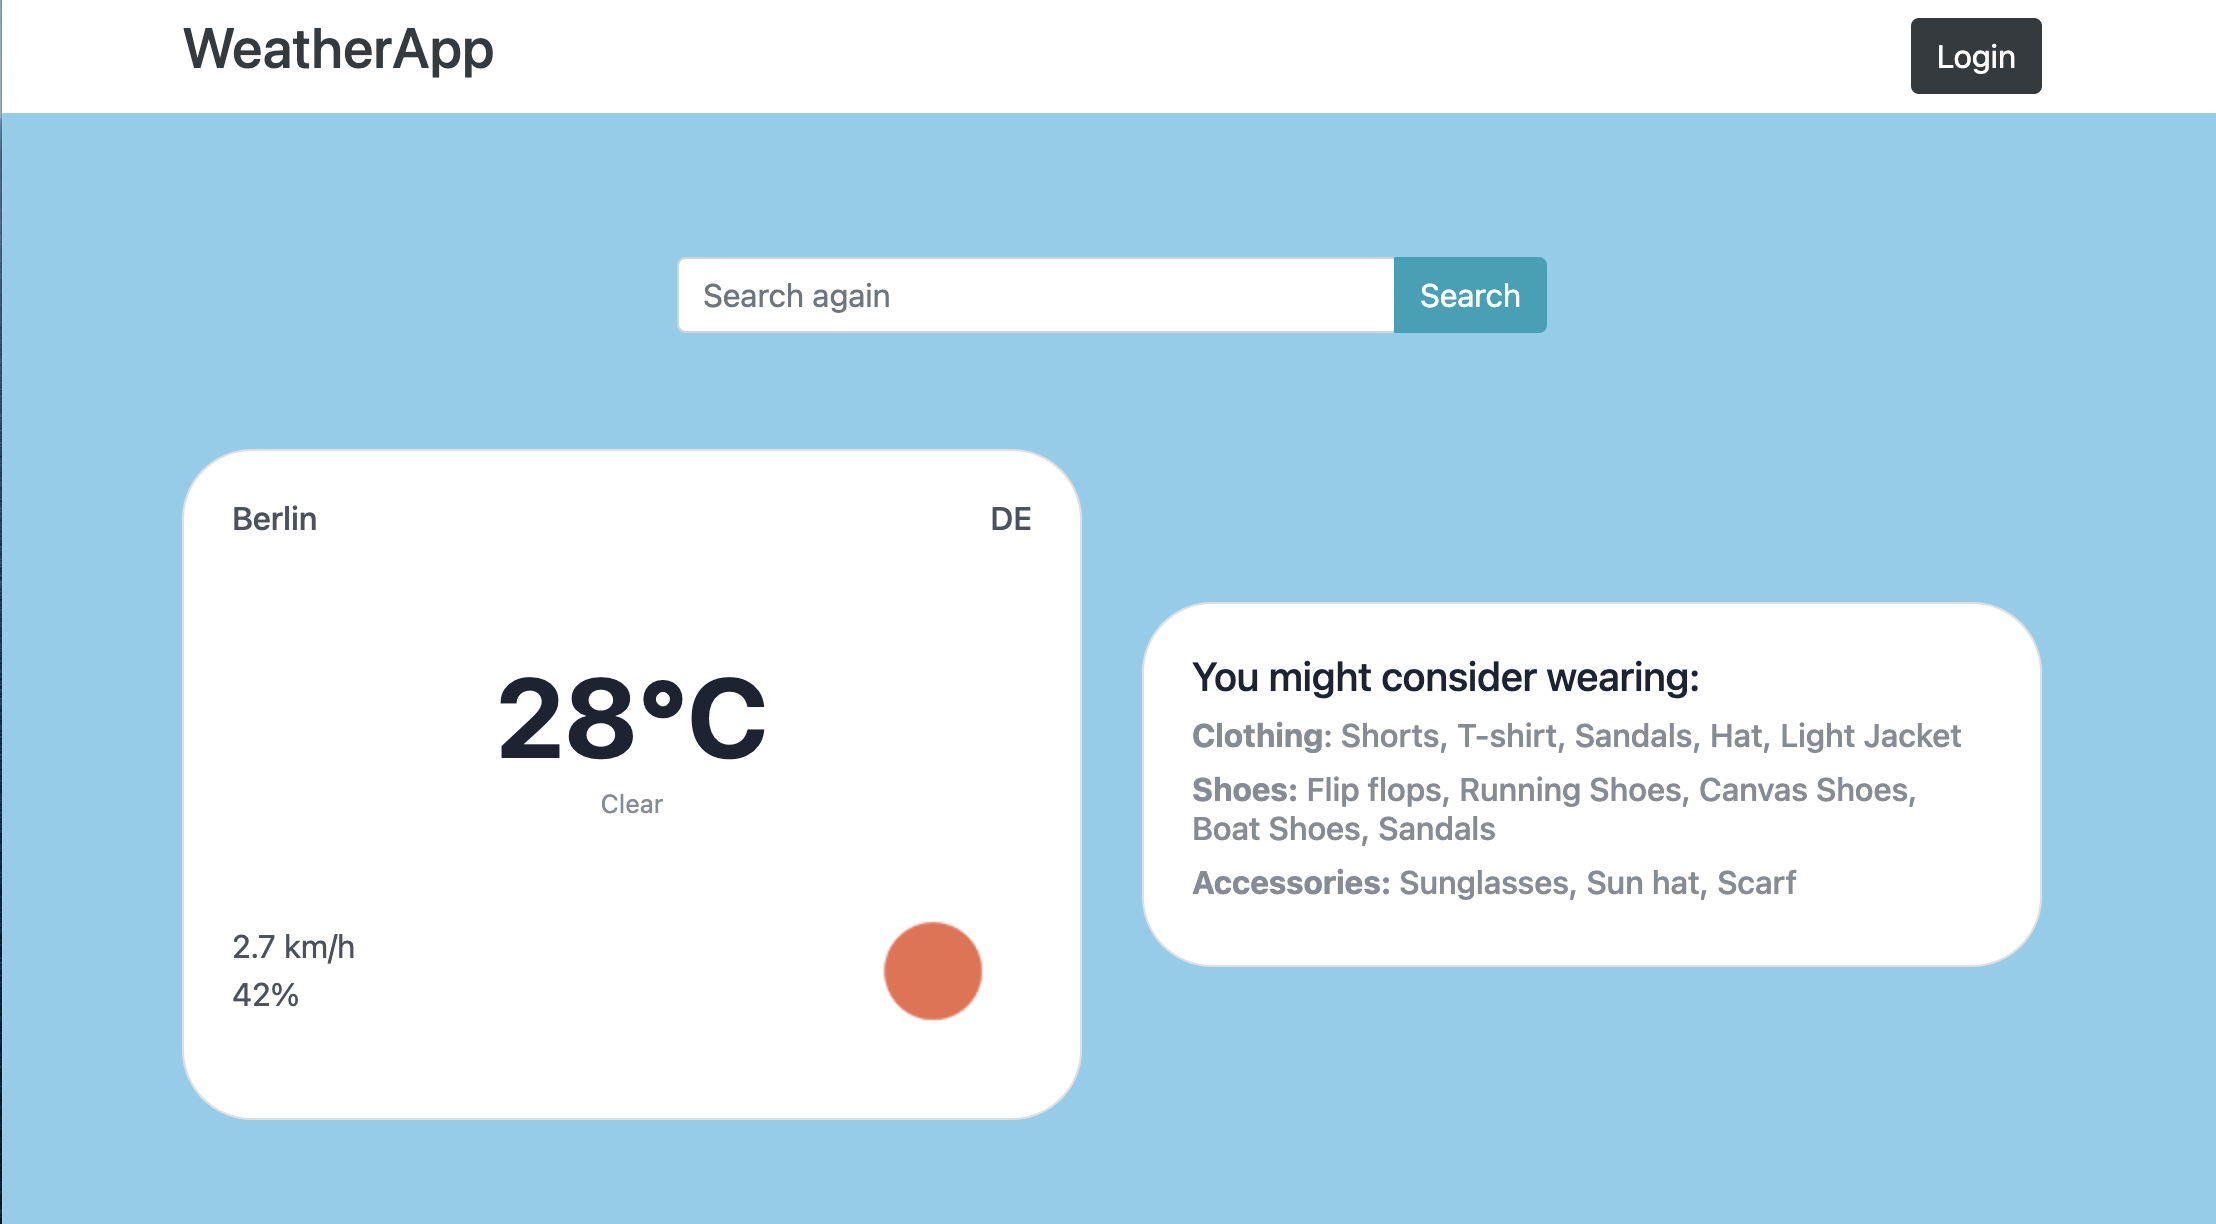 WeatherApp
Login
Search again
Search
Berlin
DE
28°C
Clear
2.7 km/h
42%
You might consider wearing:
Clothing: Shorts, T-shirt, Sandals, Hat, Light Jacket
Shoes: Flip flops, Running Shoes, Canvas Shoes,
Boat Shoes, Sandals
Accessories: Sunglasses, Sun hat, Scarf